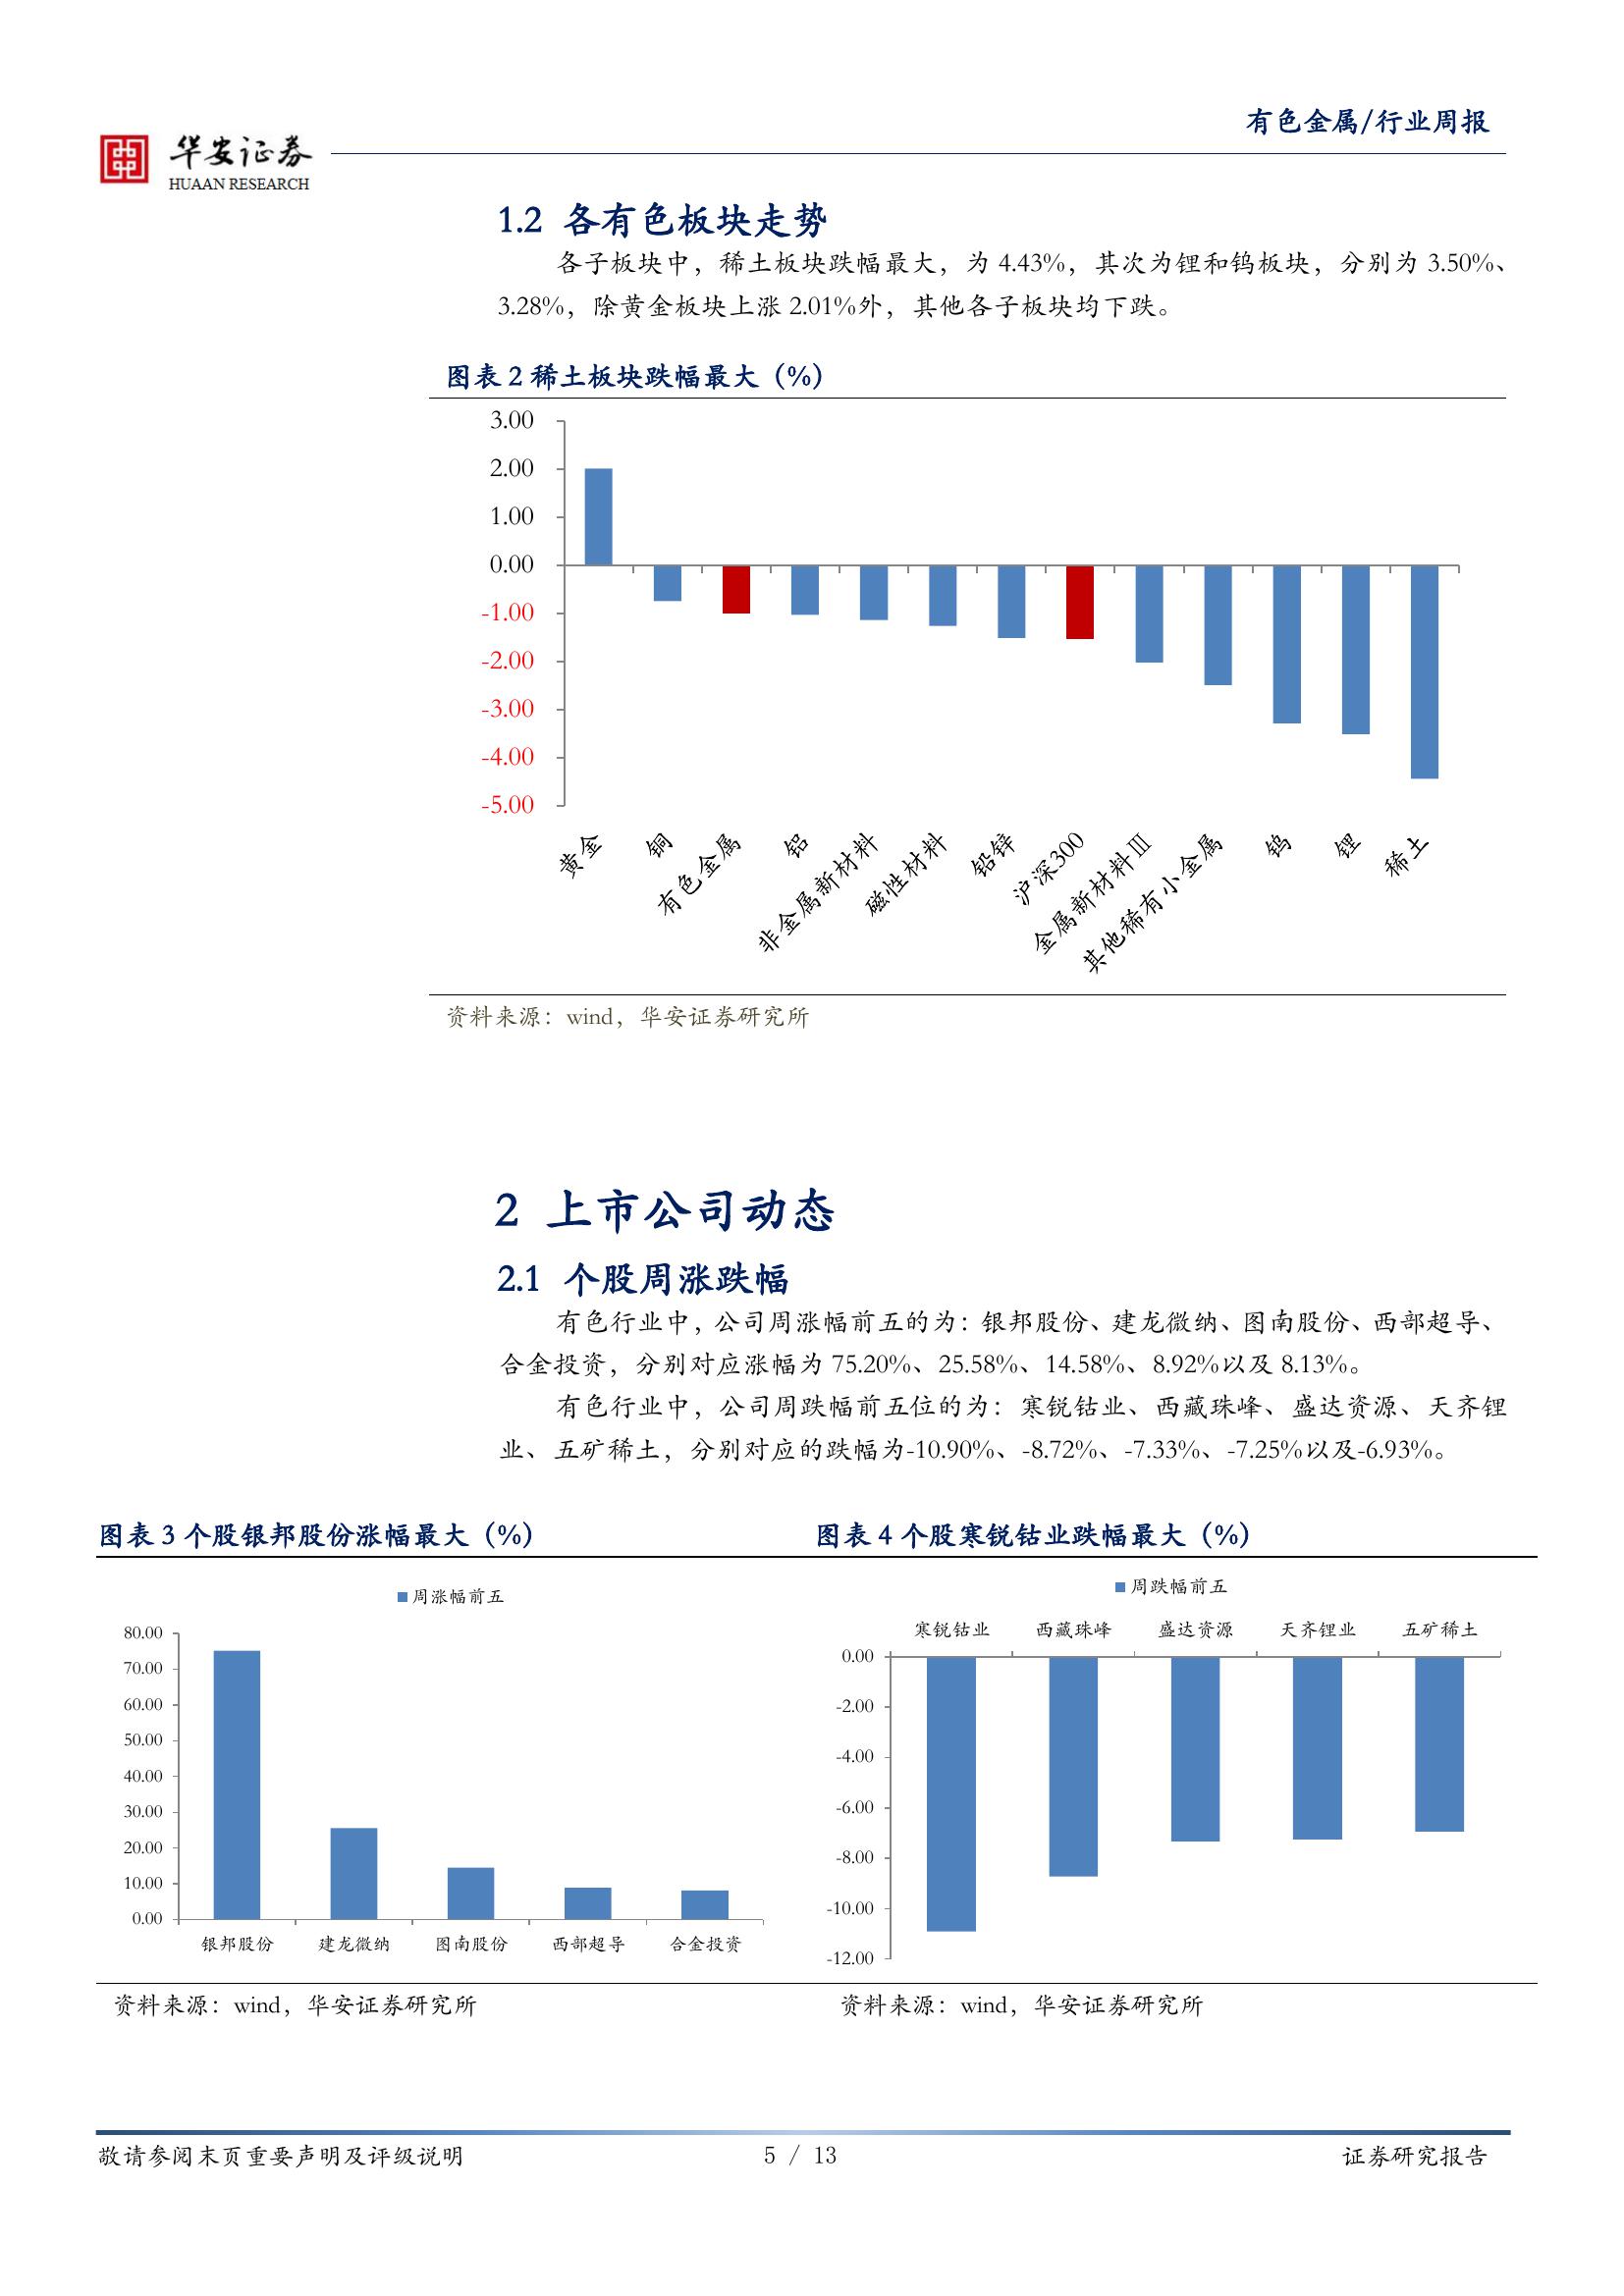 有色金属/行业周报
华安证券
HUAAN RESEARCH
1.2 各有色板块走势
各子板块中，稀土板块跌幅最大，为 4.43%，其次为锂和钨板块，分别为 3.50%、
3.28%，除黄金板块上涨 2.01%外，其他各子板块均下跌。
图表 2 稀土板块跌幅最大（%）
3.00
2.00
1.00
0.00
-1.00
-2.00
-3.00
-4.00
-5.00
黄金
铜
有色金属
铝
非金属新材料
磁性材料
铅锌
沪深300
金属新材料Ⅲ
其他稀有小金属
钨
锂
稀土
资料来源：wind，华安证券研究所
2 上市公司动态
2.1 个股周涨跌幅
有色行业中，公司周涨幅前五的为：银邦股份、建龙微纳、图南股份、西部超导、
合金投资，分别对应涨幅为 75.20%、25.58%、14.58%、8.92%以及 8.13%。
有色行业中，公司周跌幅前五位的为：寒锐钴业、西藏珠峰、盛达资源、天齐锂
业、五矿稀土，分别对应的跌幅为-10.90%、-8.72%、-7.33%、-7.25%以及-6.93%。
图表 3 个股银邦股份涨幅最大（%）
周涨幅前五
80.00
70.00
60.00
50.00
40.00
30.00
20.00
10.00
0.00
银邦股份 建龙微纳 图南股份 西部超导 合金投资
资料来源：wind，华安证券研究所
图表 4 个股寒锐钴业跌幅最大（%）
周跌幅前五
寒锐钴业 西藏珠峰 盛达资源 天齐锂业 五矿稀土
0.00
-2.00
-4.00
-6.00
-8.00
-10.00
-12.00
资料来源：wind，华安证券研究所
敬请参阅末页重要声明及评级说明
5 / 13
证券研究报告